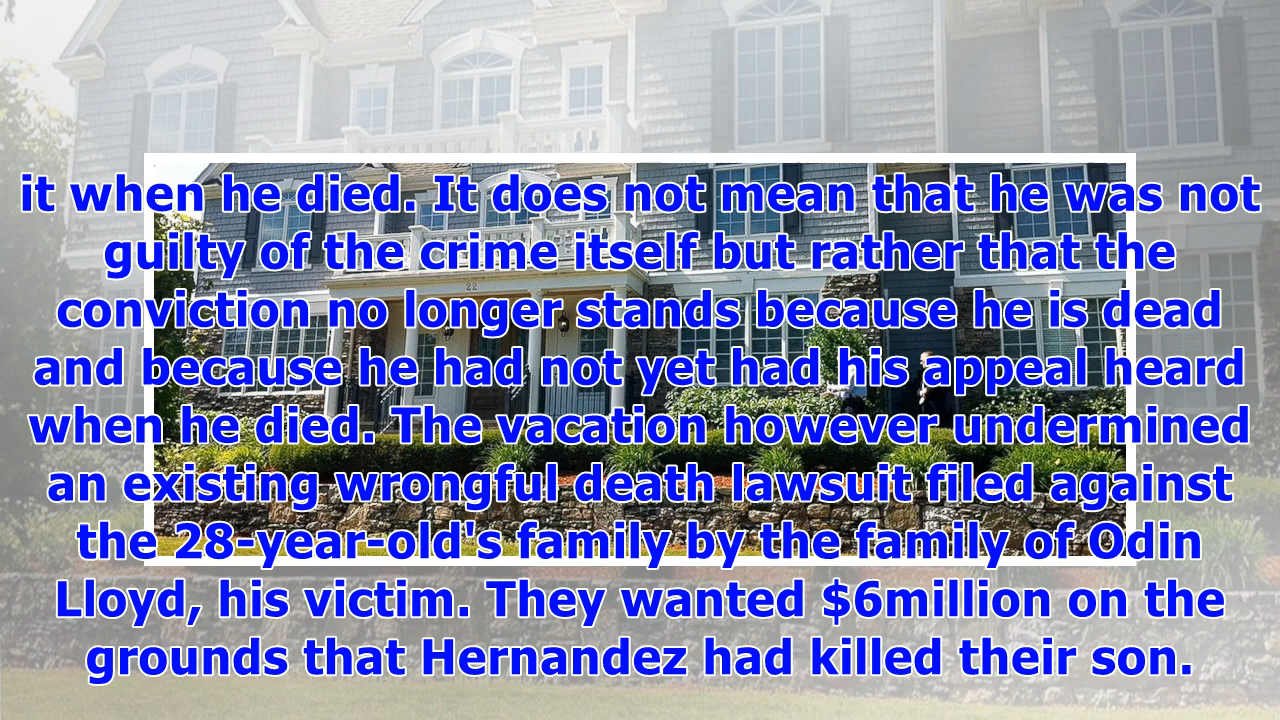 it when he died. It does not mean that he was not
guilty of the crime itself but rather that the
conviction no longer stands because he is dead
and because he had not yet had his appeal heard
when he died. The vacation however undermined
an existing wrongful death lawsuit filed against
the 28-year-old's family by the family of Odin
Lloyd, his victim. They wanted $6million on the
grounds that Hernandez had killed their son.
22